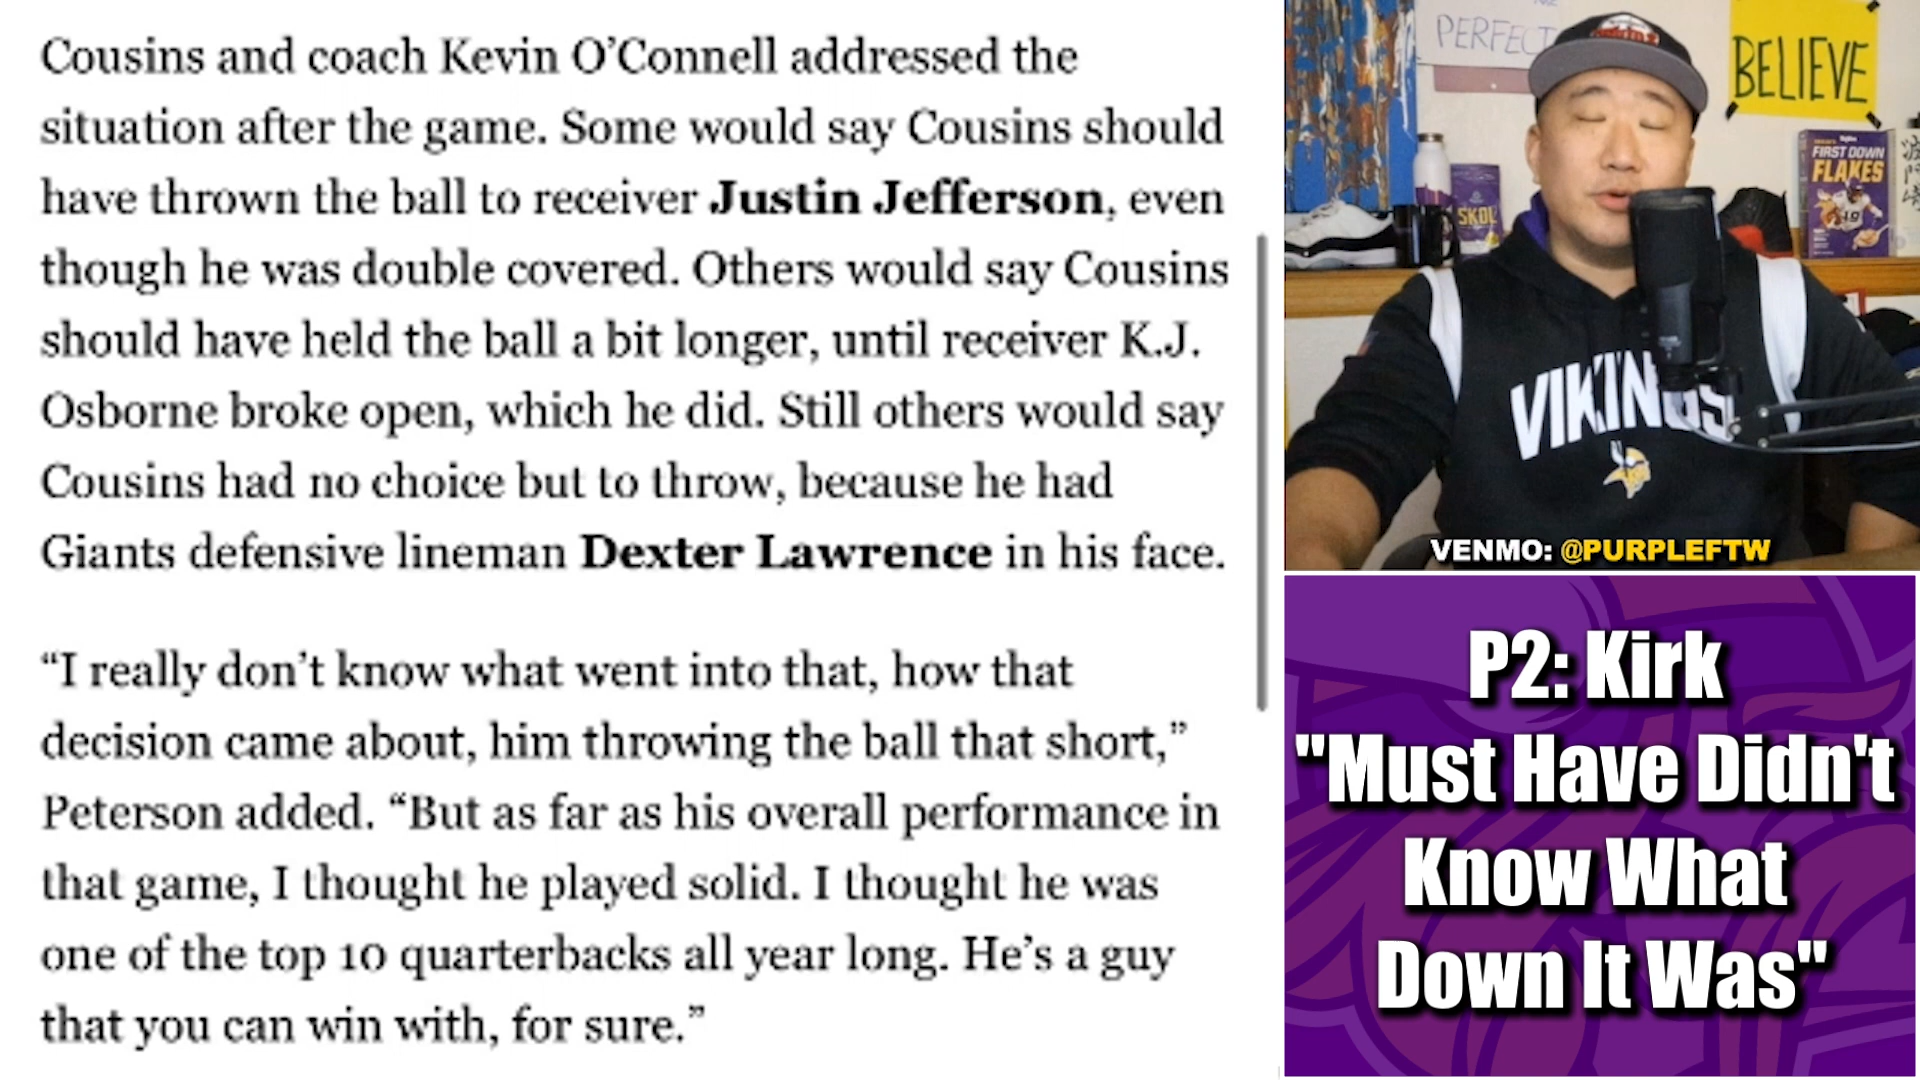 Cousins and coach Kevin O’Connell addressed the
situation after the game. Some would say Cousins should
have thrown the ball to receiver Justin Jefferson, even
though he was double covered. Others would say Cousins
should have held the ball a bit longer, until receiver K.J.
Osborne broke open, which he did. Still others would say
Cousins had no choice but to throw, because he had
Giants defensive lineman Dexter Lawrence in his face.
“I really don’t know what went into that, how that
decision came about, him throwing the ball that short,”
Peterson added. “But as far as his overall performance in
that game, I thought he played solid. I thought he was
one of the top 10 quarterbacks all year long. He’s a guy
that you can win with, for sure.”
PERFECT
BELIEVE
FIRST DOWN
FLAKES
19
SKOL
VIKINGS
VENMO: @PURPLEFTW
P2: Kirk
"Must Have Didn't
Know What
Down It Was"